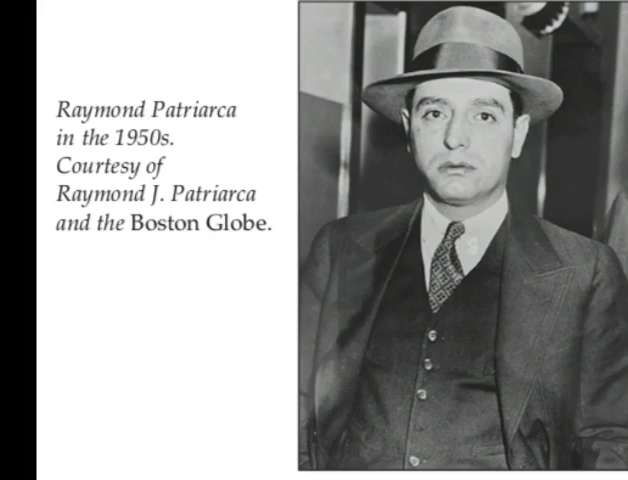 Raymond Patriarca
in the 1950s.
Courtesy of
Raymond J. Patriarca
and the Boston Globe.